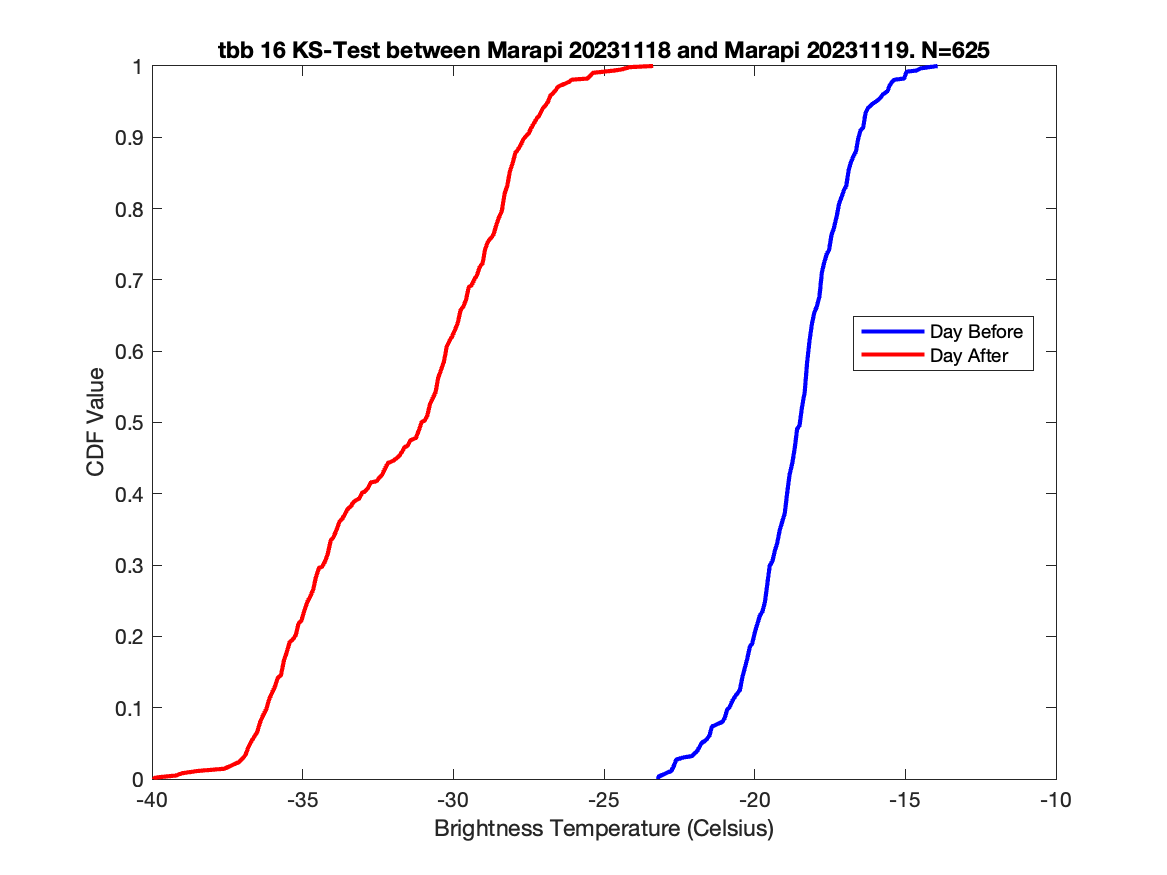 tbb 16 KS-Test between Marapi 20231118 and Marapi 20231119. N=625
1
0.9
0.8
0.7
0.6
0.5
0.4
0.3
0.2
0.1
0
CDF Value
Day Before
Day After
-40 -35 -30 -25 -20 -15 -10
Brightness Temperature (Celsius)